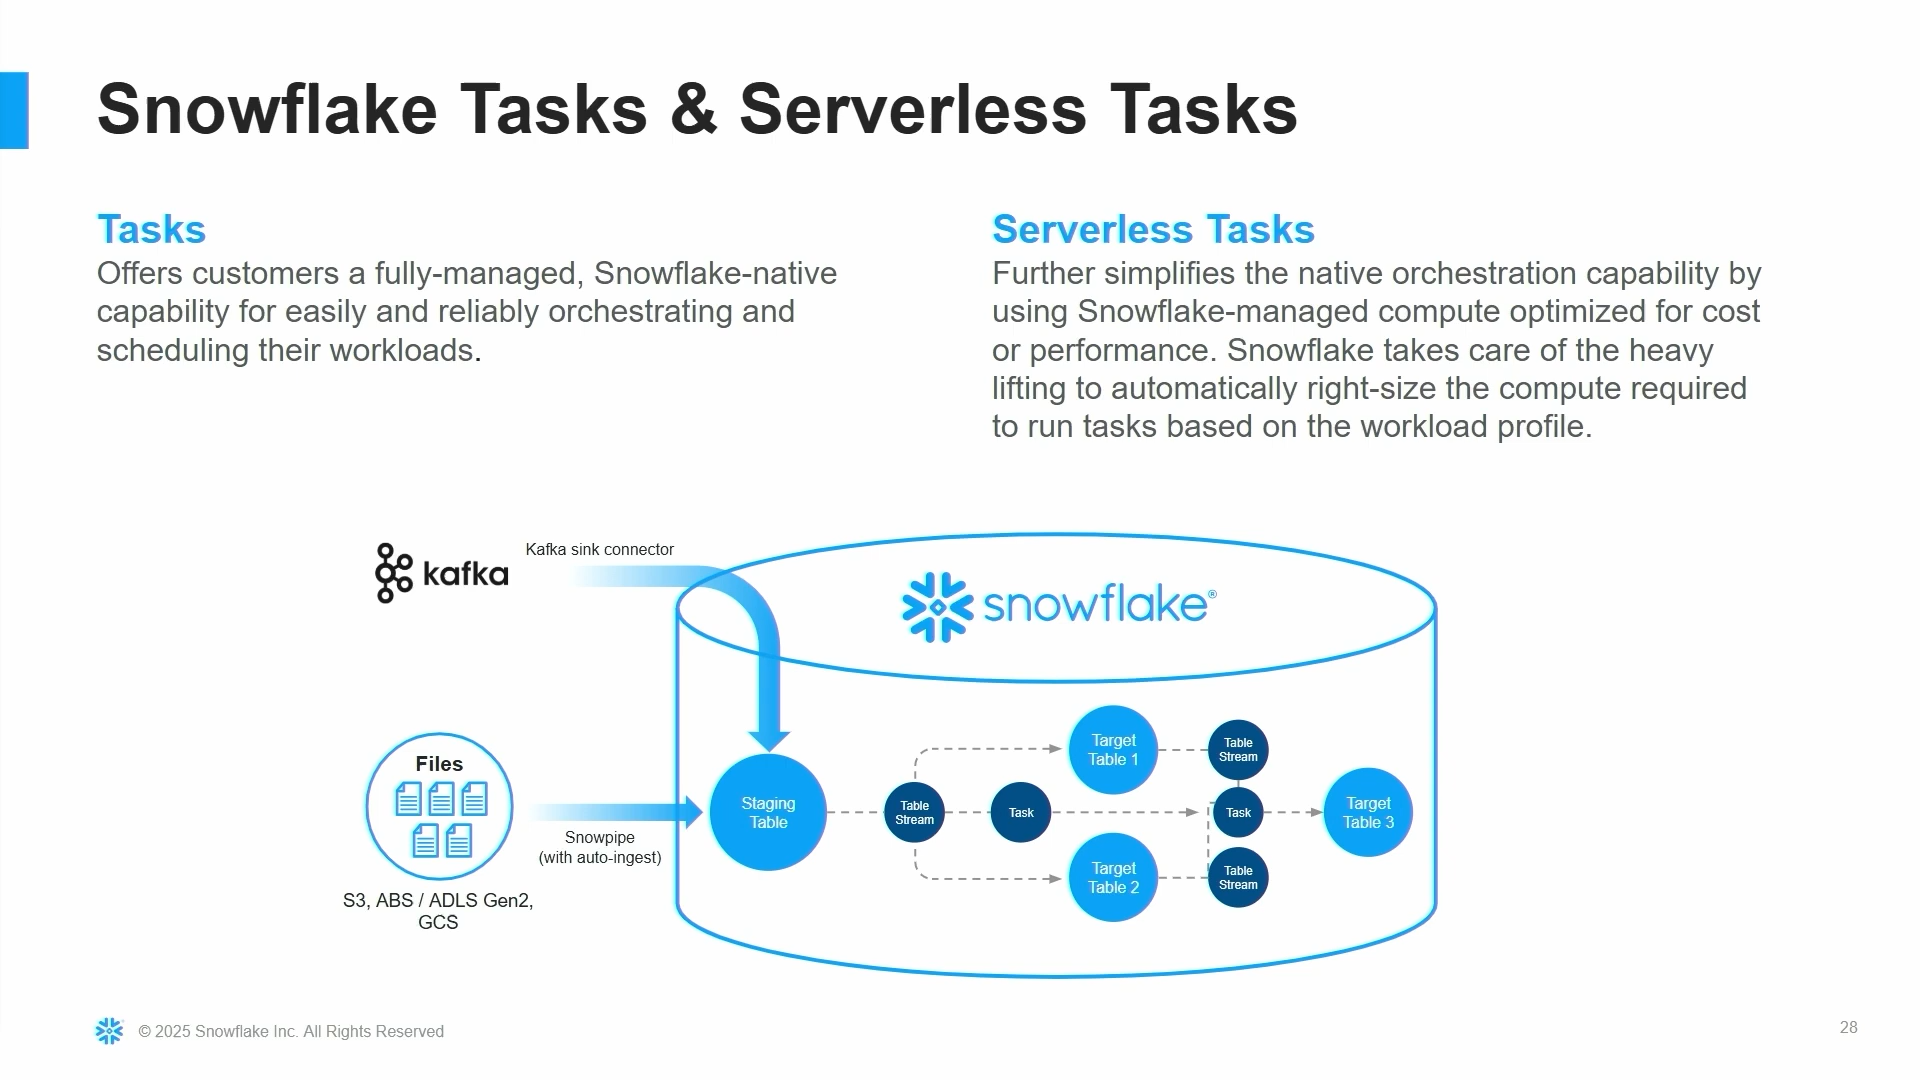 Snowflake Tasks & Serverless Tasks
Tasks
Offers customers a fully-managed, Snowflake-native
capability for easily and reliably orchestrating and
scheduling their workloads.
Serverless Tasks
Further simplifies the native orchestration capability by
using Snowflake-managed compute optimized for cost
or performance. Snowflake takes care of the heavy
lifting to automatically right-size the compute required
to run tasks based on the workload profile.
kafka
Kafka sink connector
snowflake®
Files
S3, ABS / ADLS Gen2,
GCS
Snowpipe
(with auto-ingest)
Staging
Table
Table
Stream
Task
Target
Table 1
Target
Table 2
Table
Stream
Task
Table
Stream
Target
Table 3
© 2025 Snowflake Inc. All Rights Reserved
28